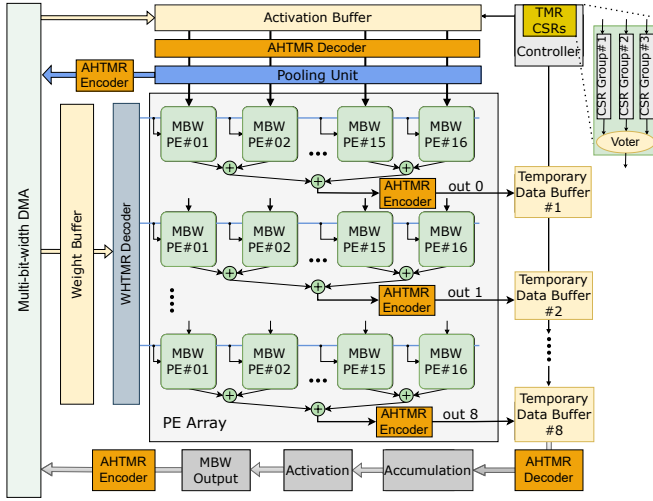 Activation Buffer
AHTMR Decoder
Pooling Unit
AHTMR
Encoder
TMR
CSRs
Controller
CSR Group#1
CSR Group#2
CSR Group#3
Voter
Multi-bit-width DMA
Weight Buffer
WHTMR Decoder
MBW
PE#01
MBW
PE#02
...
MBW
PE#15
MBW
PE#16
AHTMR
Encoder
out 0
Temporary
Data Buffer
#1
MBW
PE#01
MBW
PE#02
...
MBW
PE#15
MBW
PE#16
AHTMR
Encoder
out 1
Temporary
Data Buffer
#2
MBW
PE#01
MBW
PE#02
...
MBW
PE#15
MBW
PE#16
AHTMR
Encoder
out 8
Temporary
Data Buffer
#8
PE Array
AHTMR
Encoder
MBW
Output
Activation
Accumulation
AHTMR
Decoder